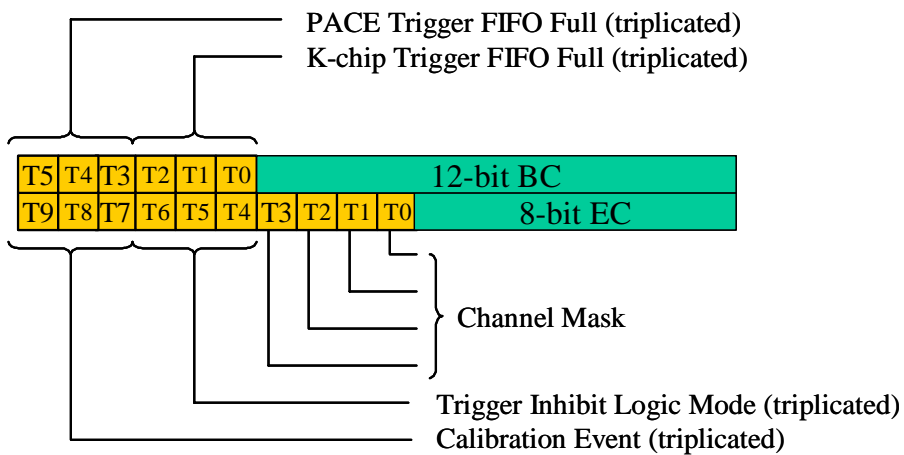 PACE Trigger FIFO Full (triplicated)
K-chip Trigger FIFO Full (triplicated)
T5 T4 T3 T2 T1 T0 12-bit BC
T9 T8 T7 T6 T5 T4 T3 T2 T1 T0 8-bit EC
Channel Mask
Trigger Inhibit Logic Mode (triplicated)
Calibration Event (triplicated)